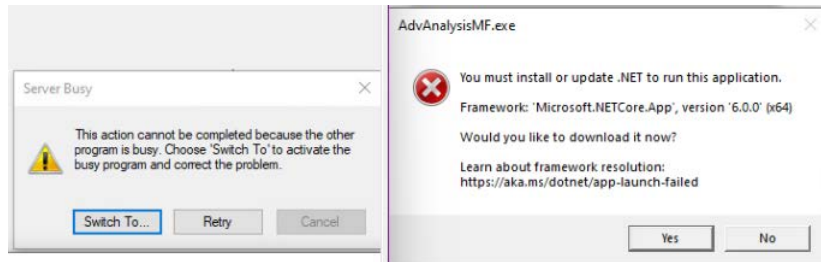 Server Busy
This action cannot be completed because the other
program is busy. Choose 'Switch To' to activate the
busy program and correct the problem.
Switch To...
Retry
Cancel
AdvAnalysisMF.exe
You must install or update .NET to run this application.
Framework: 'Microsoft.NETCore.App', version '6.0.0' (x64)
Would you like to download it now?
Learn about framework resolution:
https://aka.ms/dotnet/app-launch-failed
Yes
No